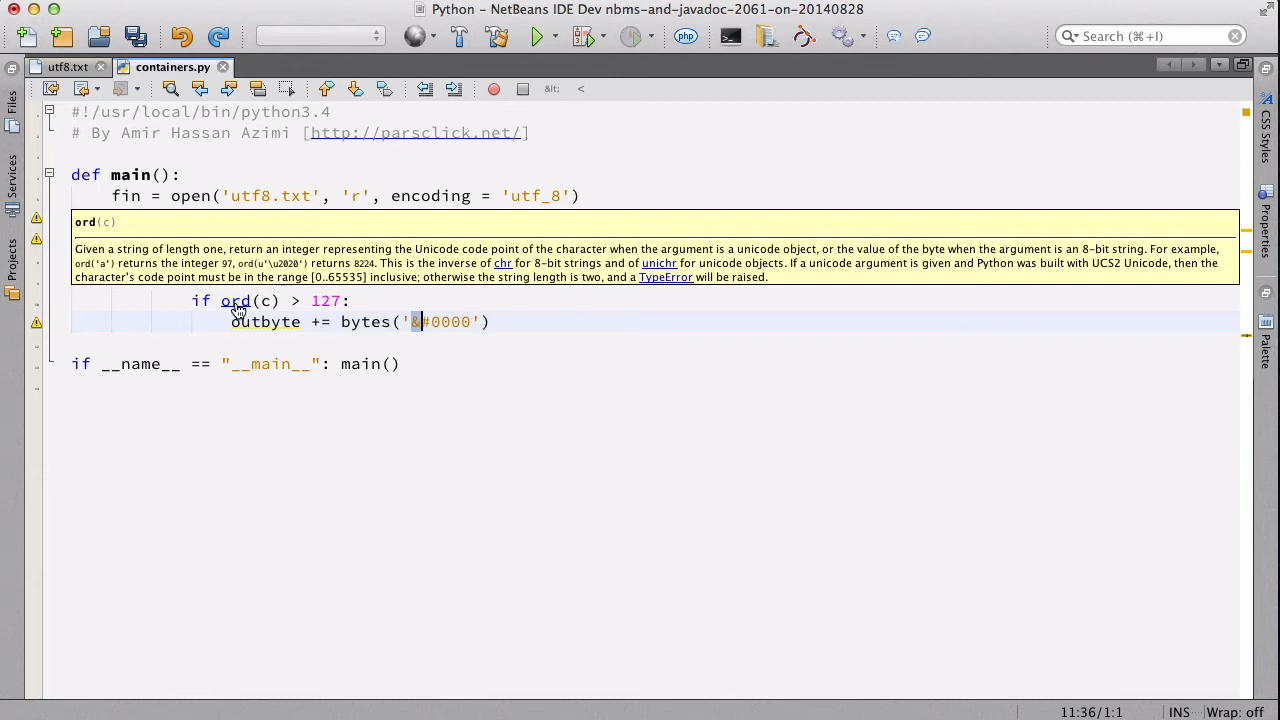 Python - NetBeans IDE Dev nbms-and-javadoc-2061-on-20140828
php
Search (⌘+I)
utf8.txt
containers.py
&lt;
<
Files
Services
Projects
CSS Styles
Properties
Palette
#!/usr/local/bin/python3.4
# By Amir Hassan Azimi [http://parsclick.net/]
def main():
fin = open('utf8.txt', 'r', encoding = 'utf_8')
ord(c)
Given a string of length one, return an integer representing the Unicode code point of the character when the argument is a unicode object, or the value of the byte when the argument is an 8-bit string. For example,
ord('a') returns the integer 97, ord(u'\u2020') returns 8224. This is the inverse of chr for 8-bit strings and of unichr for unicode objects. If a unicode argument is given and Python was built with UCS2 Unicode, then the
character's code point must be in the range [0..65535] inclusive; otherwise the string length is two, and a TypeError will be raised.
if ord(c) > 127:
outbyte += bytes('&#0000')
if __name__ == "__main__": main()
11:36/1:1
INS
Wrap: off